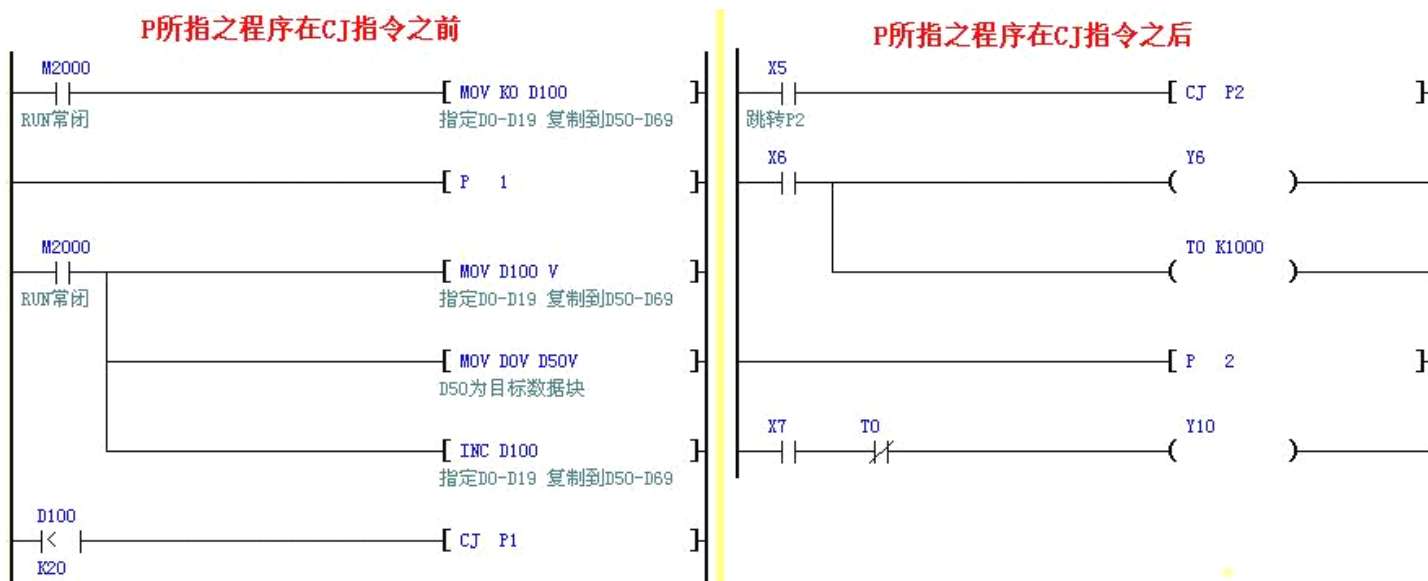 P所指之程序在CJ指令之前
M2000
MOV K0 D100
RUN常闭
指定D0-D19 复制到D50-D69
P 1
M2000
MOV D100 V
RUN常闭
指定D0-D19 复制到D50-D69
MOV D0V D50V
D50为目标数据块
INC D100
指定D0-D19 复制到D50-D69
D100
<
CJ P1
K20
P所指之程序在CJ指令之后
X5
CJ P2
跳转P2
X6
Y6
T0 K1000
P 2
X7
T0
Y10